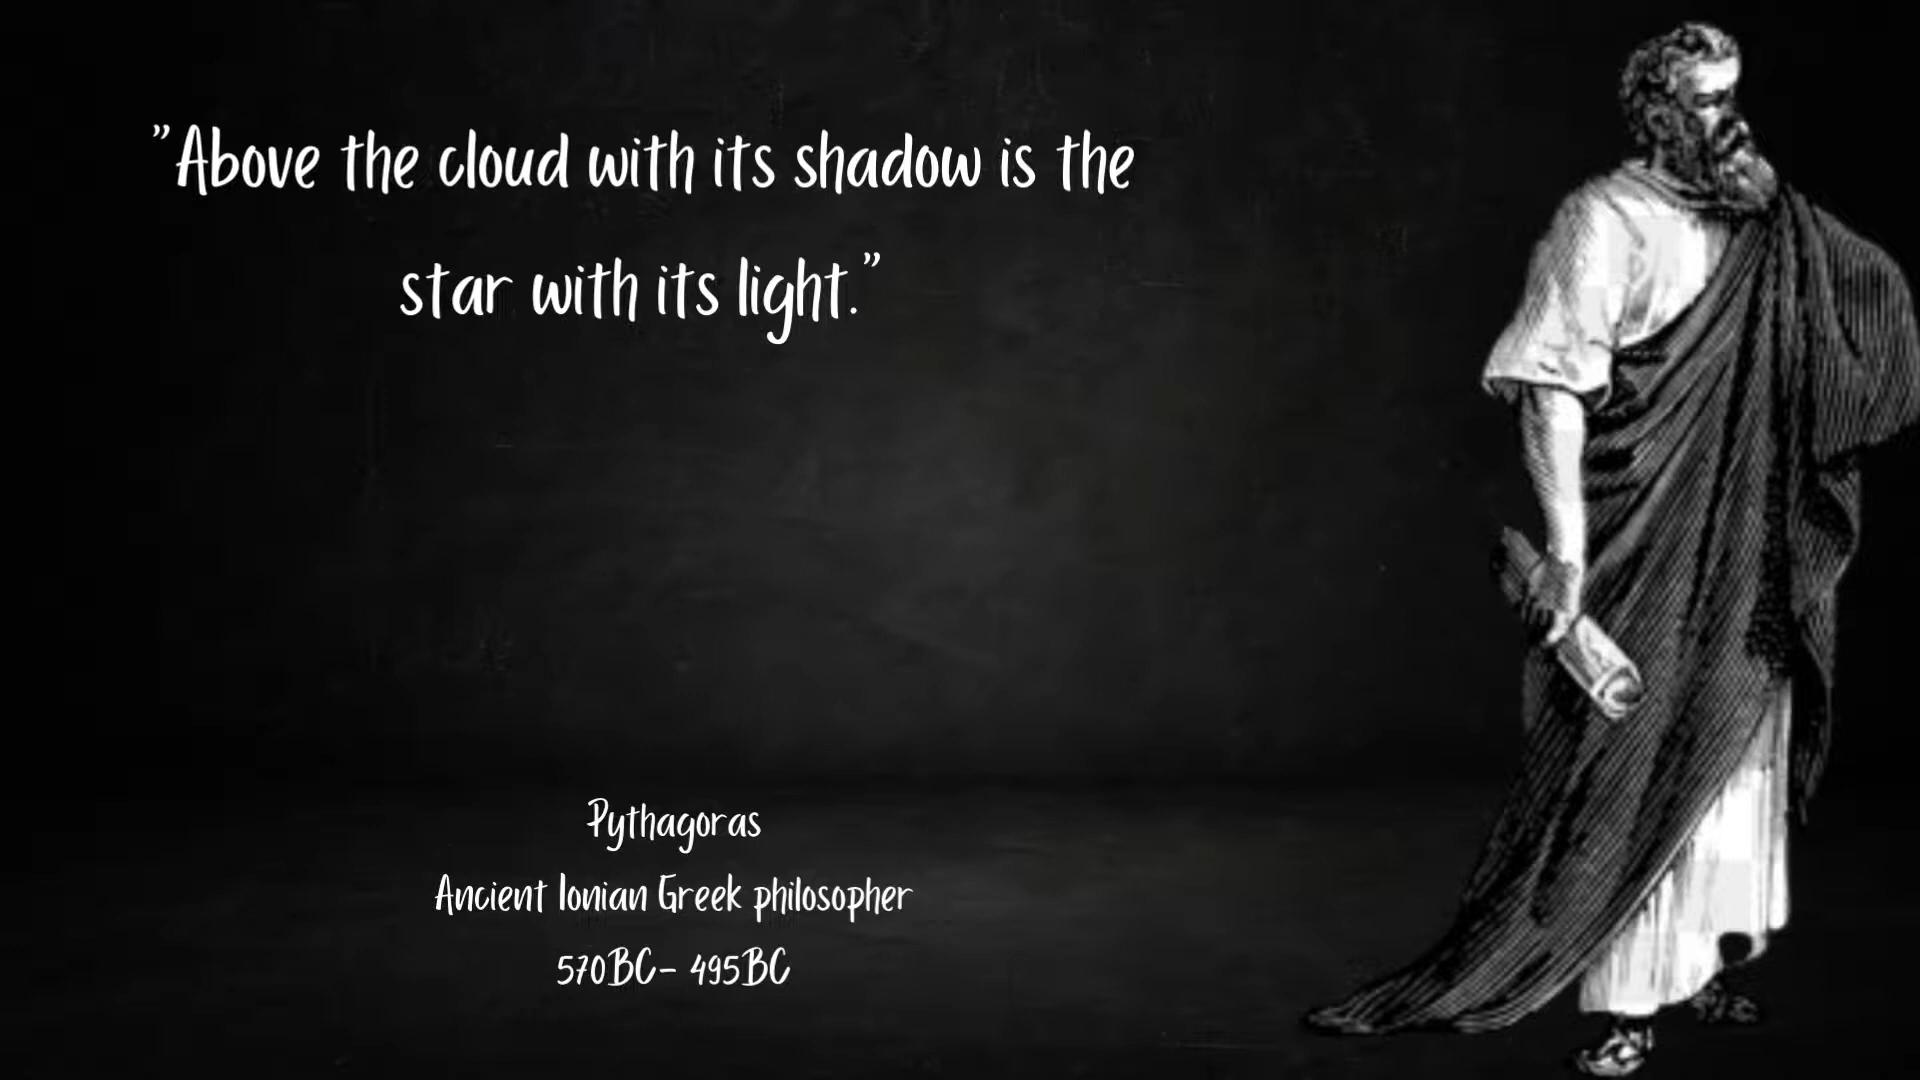 "Above the cloud with its shadow is the
star with its light."
Pythagoras
Ancient Ionian Greek philosopher
570BC- 495BC